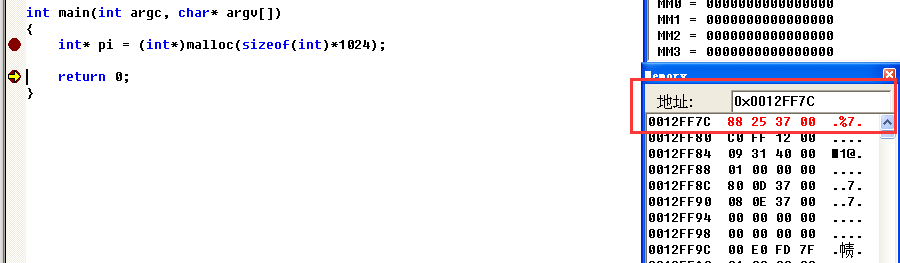 int main(int argc, char* argv[])
{
int* pi = (int*)malloc(sizeof(int)*1024);
return 0;
}
MM0 = 0000000000000000
MM1 = 0000000000000000
MM2 = 0000000000000000
MM3 = 0000000000000000
Memory
地址: 0x0012FF7C
0012FF7C 88 25 37 00 .%7.
0012FF80 C0 FF 12 00 ....
0012FF84 09 31 40 00 ■1@.
0012FF88 01 00 00 00 ....
0012FF8C 80 0D 37 00 ..7.
0012FF90 08 0E 37 00 ..7.
0012FF94 00 00 00 00 ....
0012FF98 00 00 00 00 ....
0012FF9C 00 E0 FD 7F